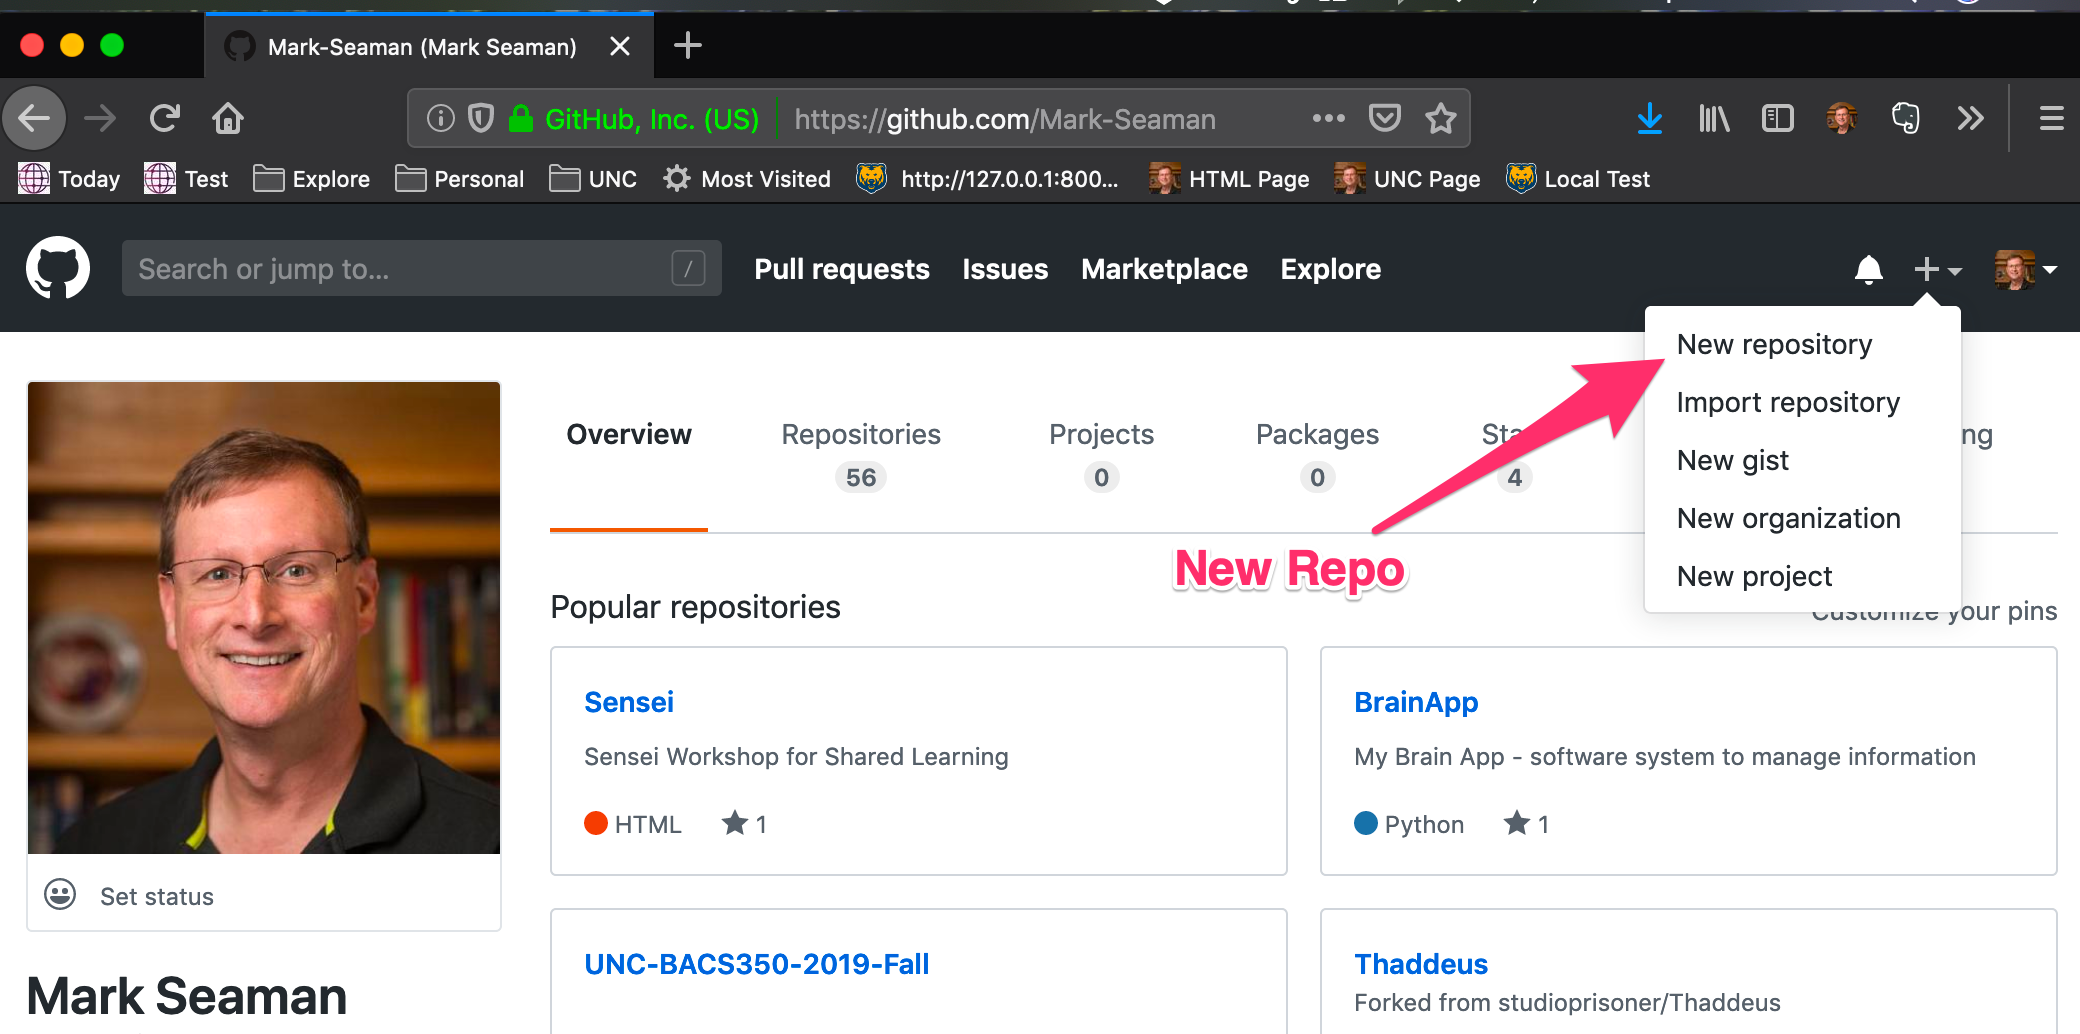 Mark-Seaman (Mark Seaman)
GitHub, Inc. (US) https://github.com/Mark-Seaman
Today Test Explore Personal UNC Most Visited http://127.0.0.1:800... HTML Page UNC Page Local Test
Search or jump to... / Pull requests Issues Marketplace Explore
New repository
Import repository
New gist
New organization
New project
Overview Repositories 56 Projects 0 Packages 0 4
New Repo
Popular repositories
your pins
Sensei
Sensei Workshop for Shared Learning
HTML 1
BrainApp
My Brain App - software system to manage information
Python 1
Set status
UNC-BACS350-2019-Fall
Thaddeus
Forked from studioprisoner/Thaddeus
Mark Seaman